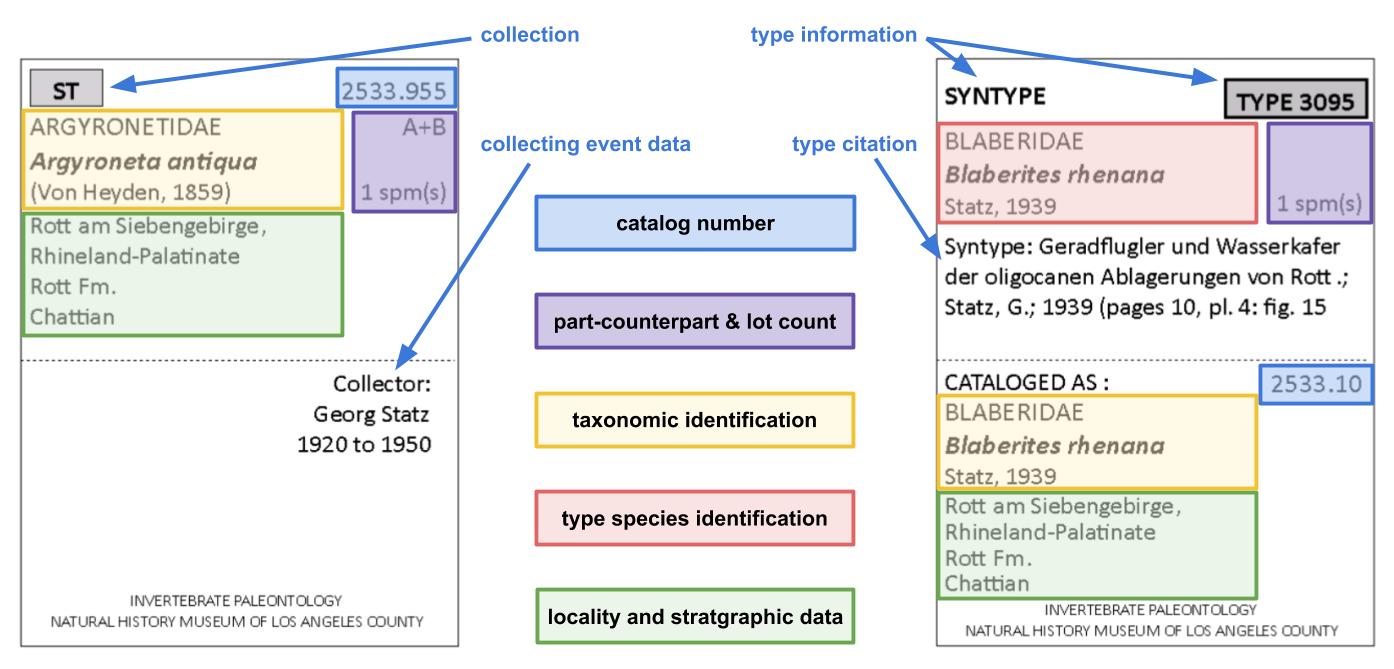 collection
type information
ST
2533.955
ARGYRONETIDAE
A+B
Argyroneta antiqua
(Von Heyden, 1859)
1 spm(s)
Rott am Siebengebirge,
Rhineland-Palatinate
Rott Fm.
Chattian
Collector:
Georg Statz
1920 to 1950
INVERTEBRATE PALEONTOLOGY
NATURAL HISTORY MUSEUM OF LOS ANGELES COUNTY
collecting event data
type citation
catalog number
part-counterpart & lot count
taxonomic identification
type species identification
locality and stratgraphic data
SYNTYPE
TYPE 3095
BLABERIDAE
Blaberites rhenana
Statz, 1939
1 spm(s)
Syntype: Geradflugler und Wasserkafer
der oligocanen Ablagerungen von Rott .;
Statz, G.; 1939 (pages 10, pl. 4: fig. 15
CATALOGED AS :
2533.10
BLABERIDAE
Blaberites rhenana
Statz, 1939
Rott am Siebengebirge,
Rhineland-Palatinate
Rott Fm.
Chattian
INVERTEBRATE PALEONTOLOGY
NATURAL HISTORY MUSEUM OF LOS ANGELES COUNTY